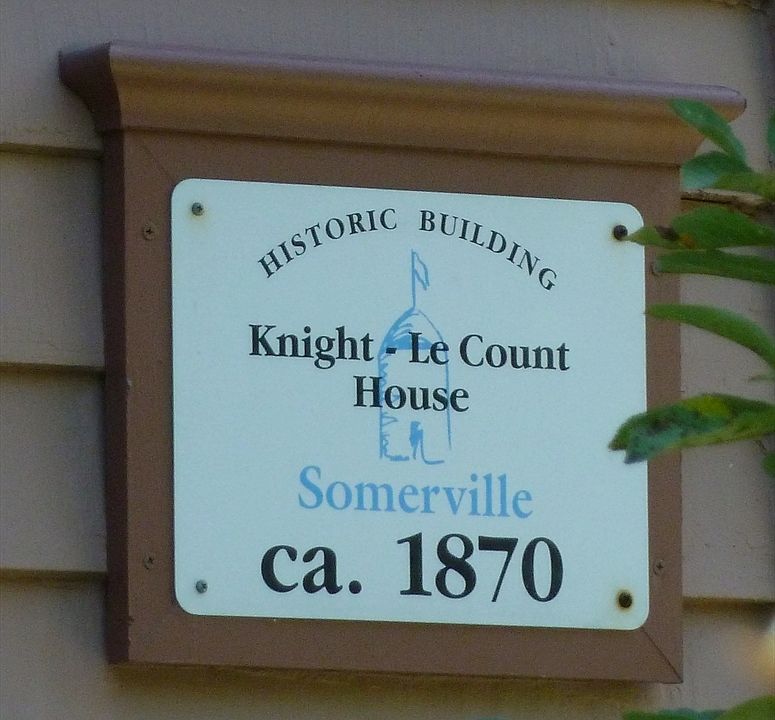 HISTORIC BUILDING
Knight - Le Count
House
Somerville
ca. 1870